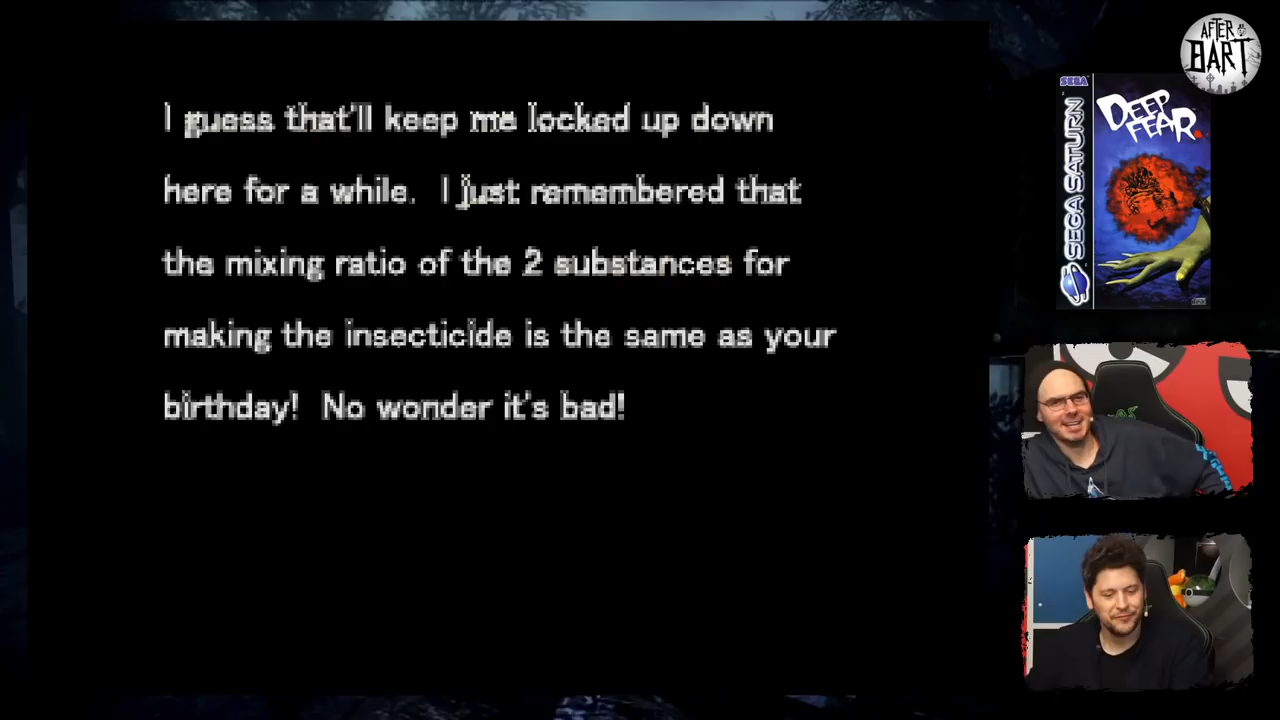 I guess that'll keep me locked up down
here for a while. I just remembered that
the mixing ratio of the 2 substances for
making the insecticide is the same as your
birthday! No wonder it's bad!
AFTER
DART
SEGA
SEGA SATURN
DEEP
FEAR